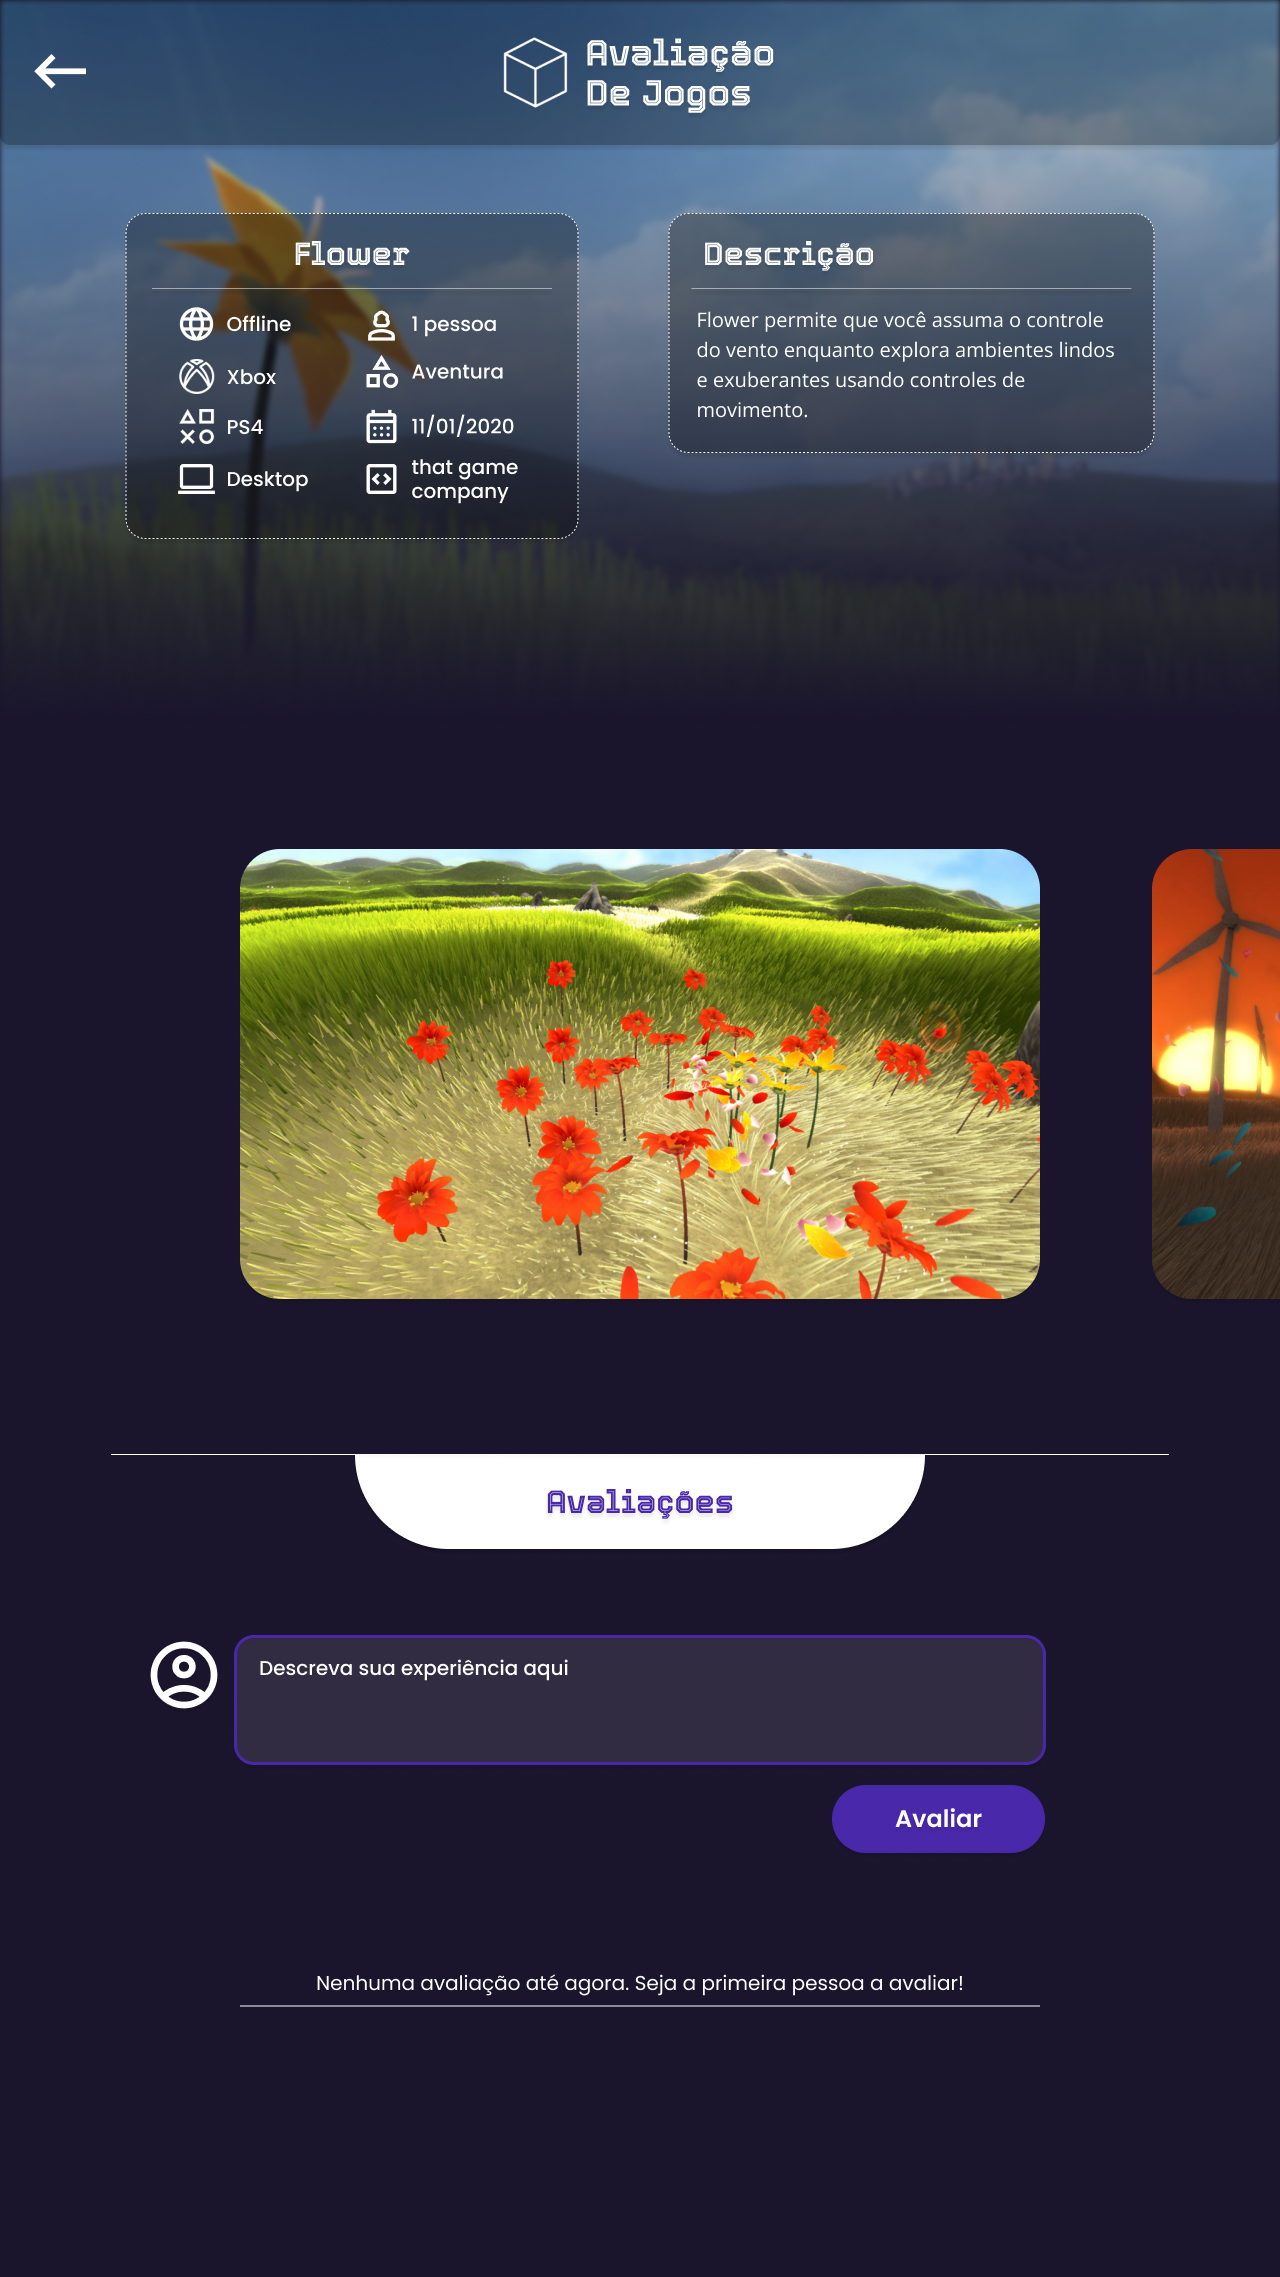 Avaliação
De Jogos
Flower
Offline
1 pessoa
Xbox
Aventura
PS4
11/01/2020
Desktop
that game
company
Descrição
Flower permite que você assuma o controle
do vento enquanto explora ambientes lindos
e exuberantes usando controles de
movimento.
Avaliações
Descreva sua experiência aqui
Avaliar
Nenhuma avaliação até agora. Seja a primeira pessoa a avaliar!